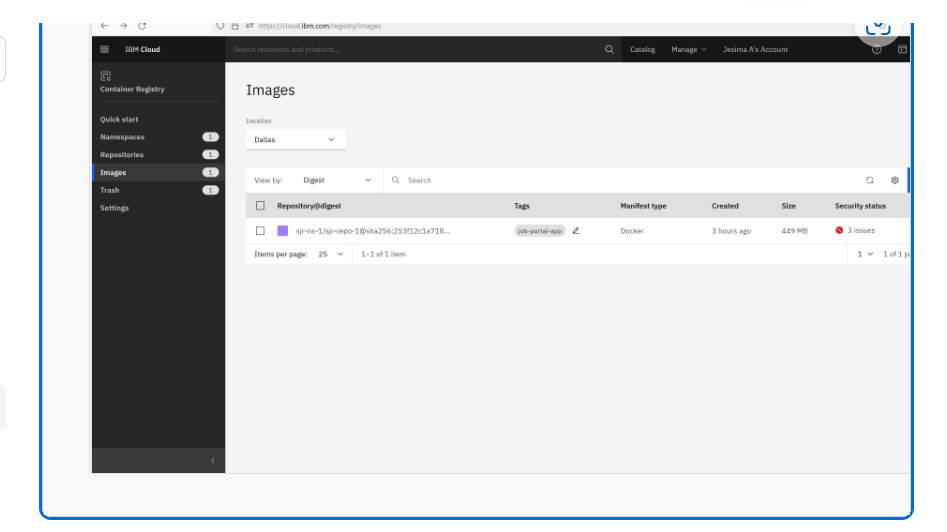 https://cloud.ibm.com/registry/images
IBM Cloud
Search resources and products...
Catalog
Manage
Jesima A's Account
Container Registry
Quick start
Namespaces 1
Repositories 1
Images 1
Trash 1
Settings
Images
Location
Dallas
View by: Digest
Search
Repository@digest Tags Manifest type Created Size Security status
sjr-ns-1/sjr-repo-1@sha256:253f12c1a718... job-portal-app Docker 3 hours ago 449 MB 3 issues
Items per page: 25 1–1 of 1 item 1 1 of 1